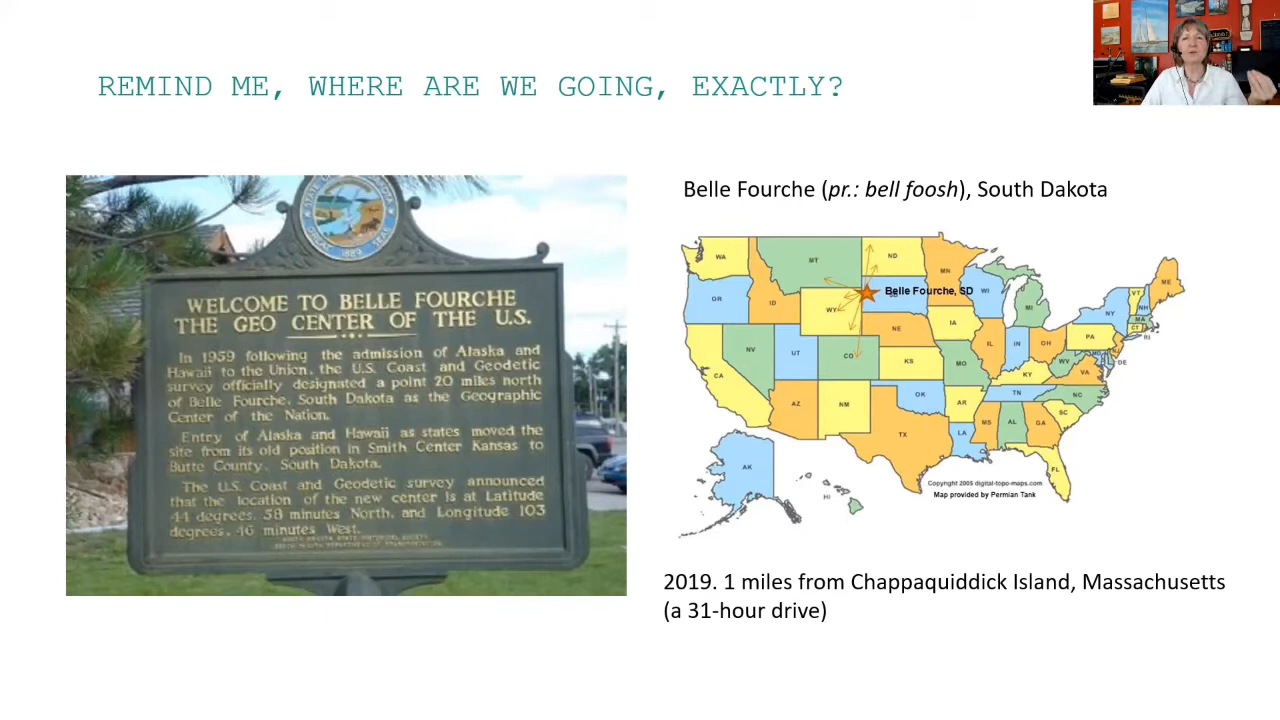 REMIND ME, WHERE ARE WE GOING, EXACTLY?
WELCOME TO BELLE FOURCHE
THE GEO CENTER OF THE U.S.
In 1959 following the admission of Alaska and
Hawaii to the Union, the U.S. Coast and Geodetic
survey officially designated a point 20 miles north
of Belle Fourche, South Dakota as the Geographic
Center of the Nation.
Entry of Alaska and Hawaii as states moved the
site from its old position in Smith Center Kansas to
Butte County, South Dakota.
The U.S. Coast and Geodetic survey announced
that the location of the new center is at Latitude
44 degrees, 58 minutes North, and Longitude 103
degrees, 46 minutes West.
GREAT SEAL
1889
Belle Fourche (pr.: bell foosh), South Dakota
WA
MT
ND
MN
OR
ID
WY
Belle Fourche, SD
WI
MI
NY
VT
NH
ME
MA
CT
RI
NV
UT
CO
NE
IA
IL
IN
OH
PA
DE
CA
KS
MO
KY
WV
VA
AZ
NM
OK
AR
TN
NC
SC
TX
LA
MS
AL
GA
FL
AK
HI
Copyright 2005 digital-topo-maps.com
Map provided by Permian Tank
2019. 1 miles from Chappaquiddick Island, Massachusetts
(a 31-hour drive)